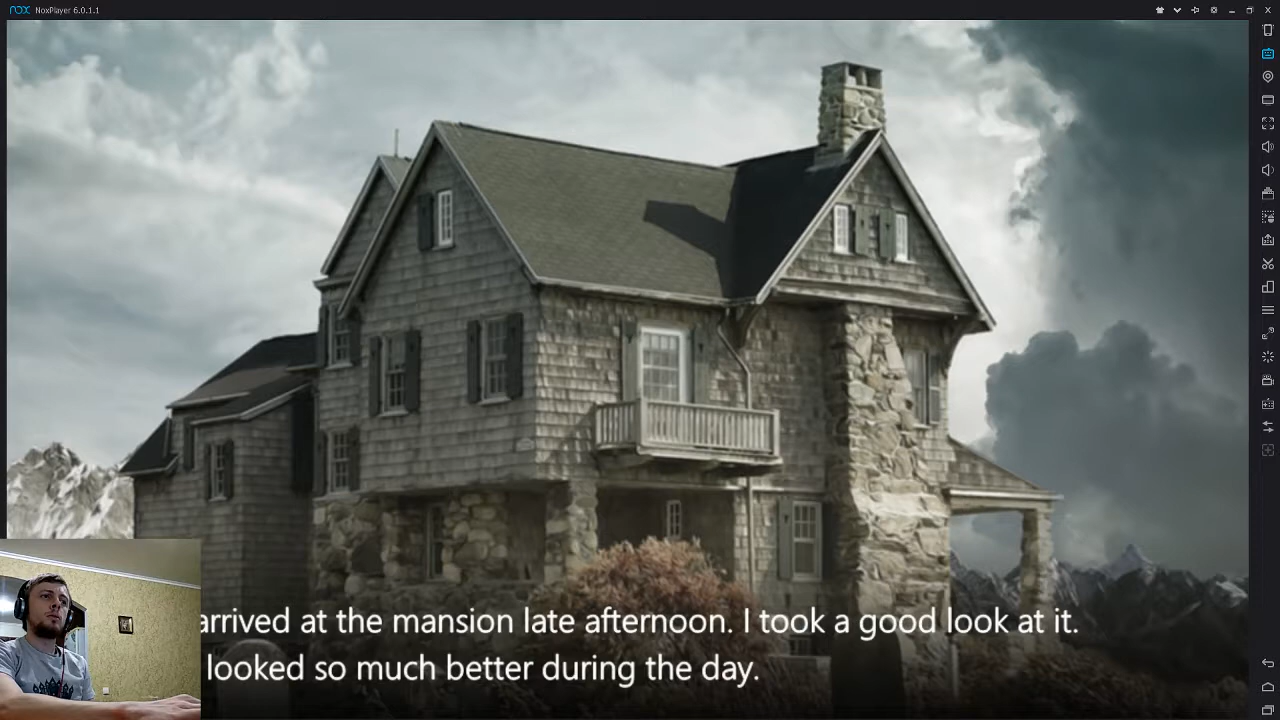 nox NoxPlayer 6.0.1.1
arrived at the mansion late afternoon. I took a good look at it.
looked so much better during the day.